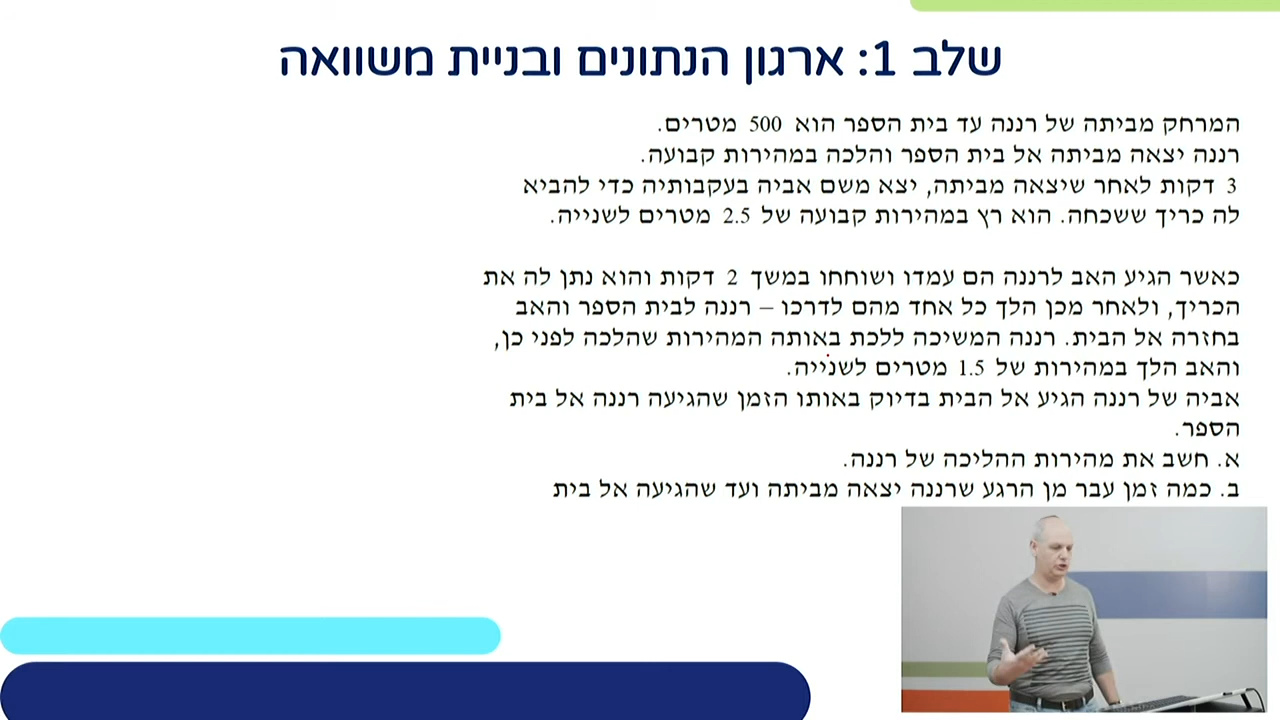 שלב 1: ארגון הנתונים ובניית משוואה
המרחק מביתה של רננה עד בית הספר הוא 500 מטרים.
רננה יצאה מביתה אל בית הספר והלכה במהירות קבועה.
3 דקות לאחר שיצאה מביתה, יצא משם אביה בעקבותיה כדי להביא
לה כריך ששכחה. הוא רץ במהירות קבועה של 2.5 מטרים לשנייה.
כאשר הגיע האב לרננה הם עמדו ושוחחו במשך 2 דקות והוא נתן לה את
הכריך, ולאחר מכן הלך כל אחד מהם לדרכו – רננה לבית הספר והאב
בחזרה אל הבית. רננה המשיכה ללכת באותה המהירות שהלכה לפני כן,
והאב הלך במהירות של 1.5 מטרים לשנייה.
אביה של רננה הגיע אל הבית בדיוק באותו הזמן שהגיעה רננה אל בית
הספר.
א. חשב את מהירות ההליכה של רננה.
ב. כמה זמן עבר מן הרגע שרננה יצאה מביתה ועד שהגיעה אל בית